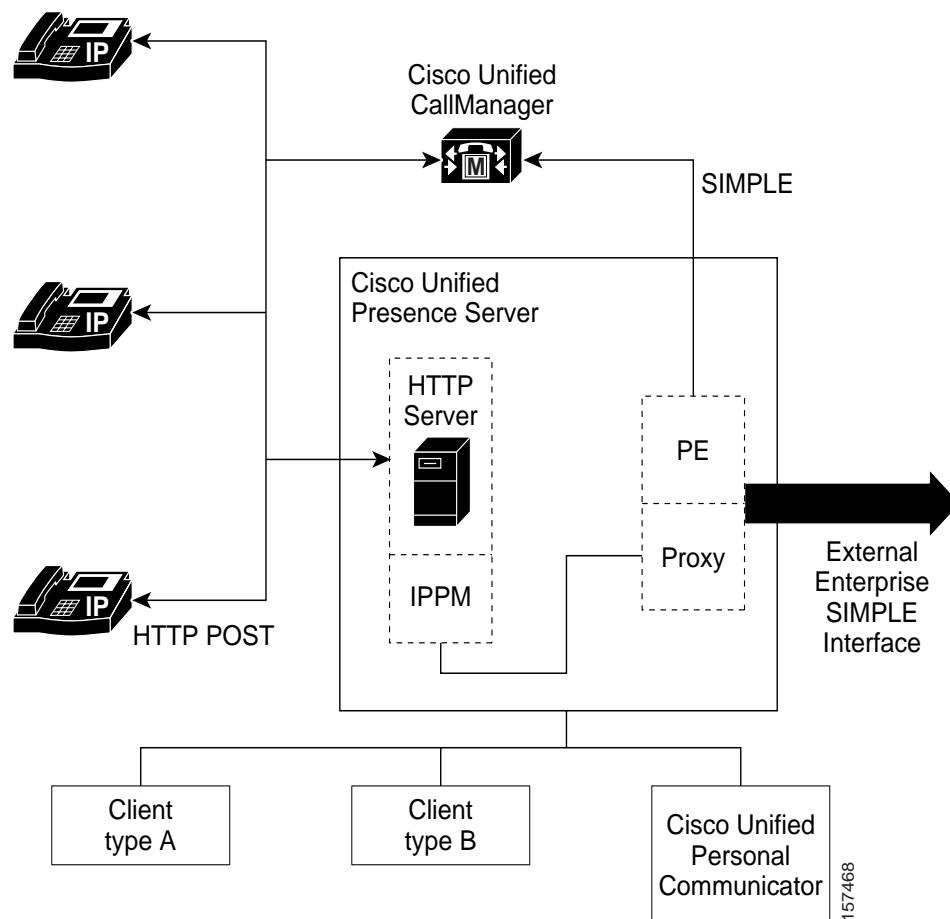 IP
Cisco Unified
CallManager
M
SIMPLE
IP
Cisco Unified
Presence Server
HTTP
Server
PE
Proxy
IPPM
External
Enterprise
SIMPLE
Interface
IP
HTTP POST
Client
type A
Client
type B
Cisco Unified
Personal
Communicator
157468